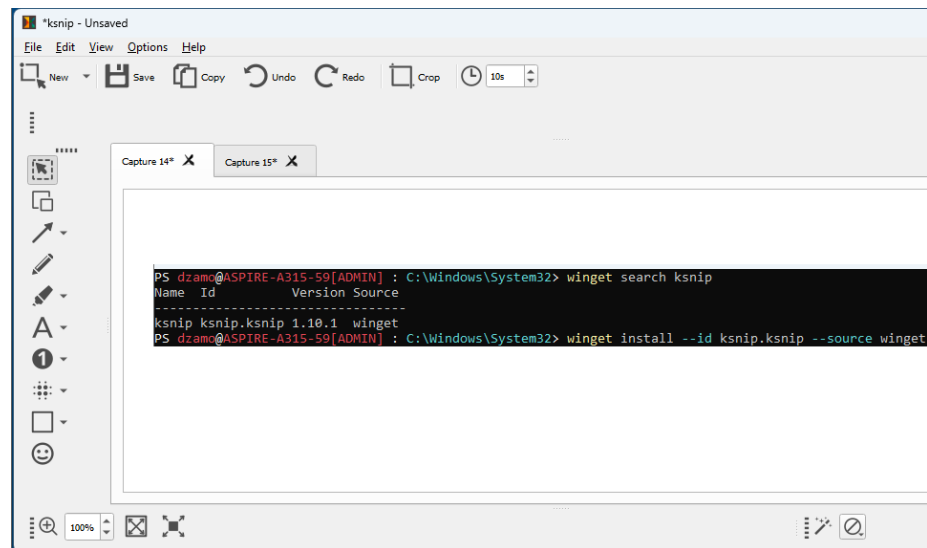 *ksnip - Unsaved
File Edit View Options Help
New Save Copy Undo Redo Crop 10s
Capture 14* Capture 15*
PS dzamo@ASPIRE-A315-59[ADMIN] : C:\Windows\System32> winget search ksnip
Name Id Version Source
----------------------------------
ksnip ksnip.ksnip 1.10.1 winget
PS dzamo@ASPIRE-A315-59[ADMIN] : C:\Windows\System32> winget install --id ksnip.ksnip --source winget
A
1
100%